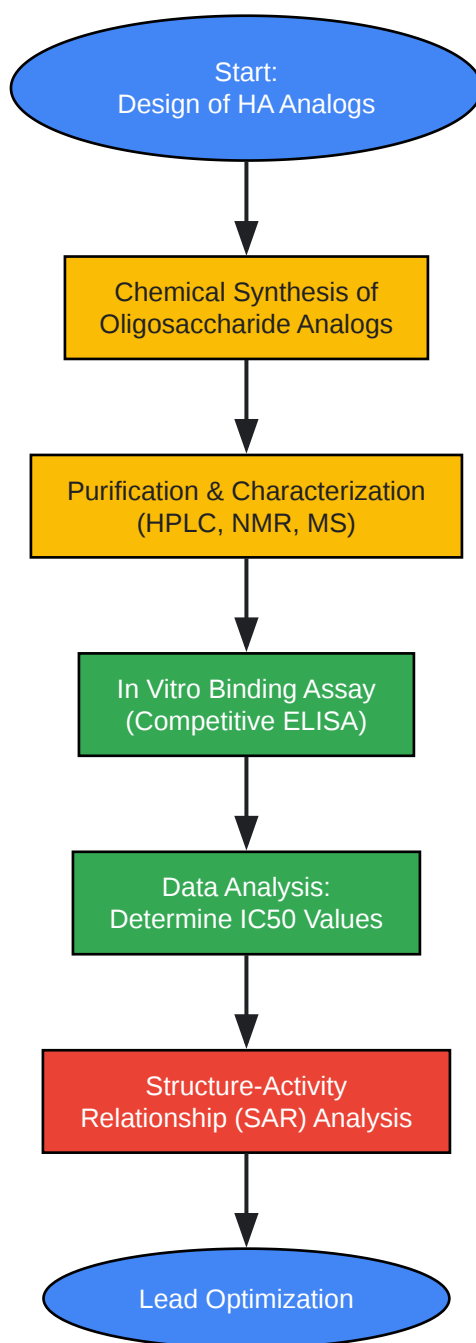 Start:
Design of HA Analogs
Chemical Synthesis of
Oligosaccharide Analogs
Purification & Characterization
(HPLC, NMR, MS)
In Vitro Binding Assay
(Competitive ELISA)
Data Analysis:
Determine IC50 Values
Structure-Activity
Relationship (SAR) Analysis
Lead Optimization